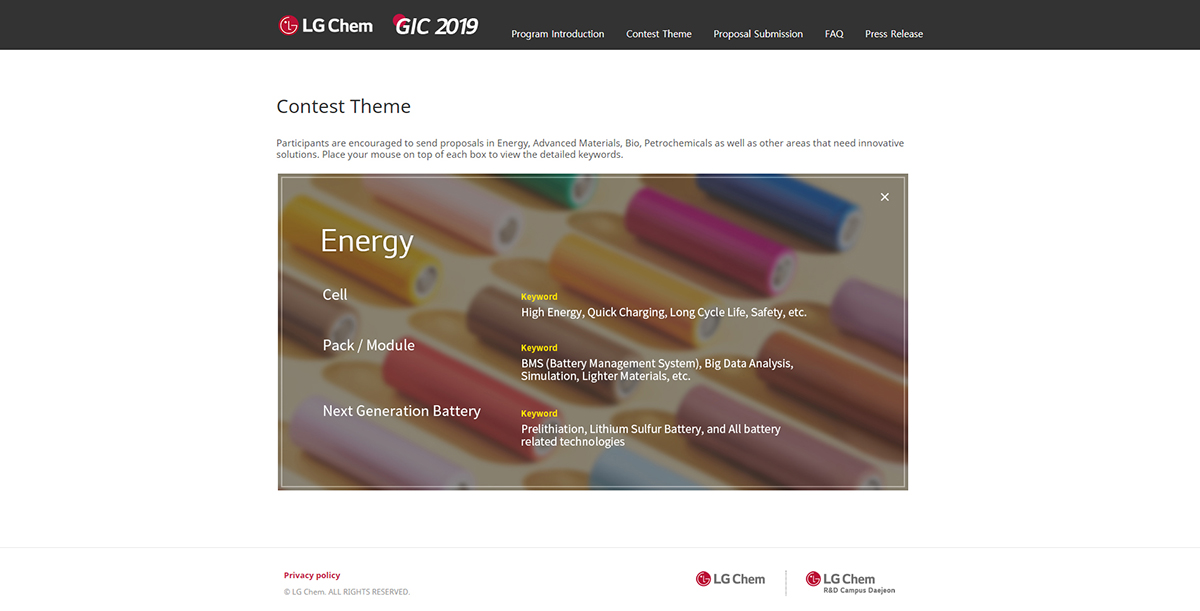 LG Chem
GIC 2019
Program Introduction
Contest Theme
Proposal Submission
FAQ
Press Release
Contest Theme
Participants are encouraged to send proposals in Energy, Advanced Materials, Bio, Petrochemicals as well as other areas that need innovative
solutions. Place your mouse on top of each box to view the detailed keywords.
Energy
Cell
Keyword
High Energy, Quick Charging, Long Cycle Life, Safety, etc.
Pack / Module
Keyword
BMS (Battery Management System), Big Data Analysis,
Simulation, Lighter Materials, etc.
Next Generation Battery
Keyword
Prelithiation, Lithium Sulfur Battery, and All battery
related technologies
Privacy policy
© LG Chem. ALL RIGHTS RESERVED.
LG Chem
LG Chem
R&D Campus Daejeon